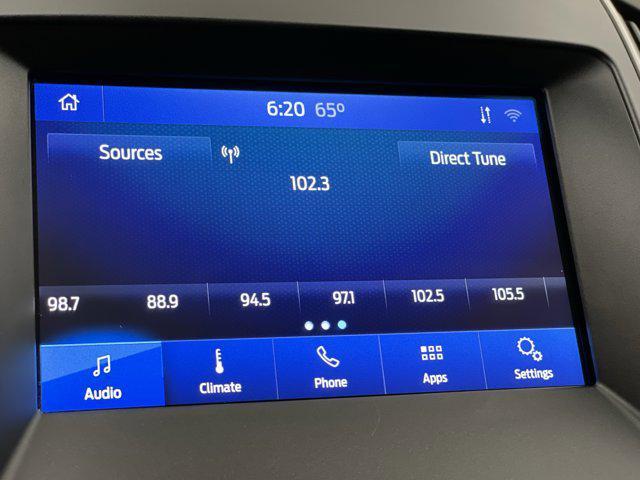 6:20 65º
Sources
Direct Tune
102.3
98.7 88.9 94.5 97.1 102.5 105.5
Audio Climate Phone Apps Settings